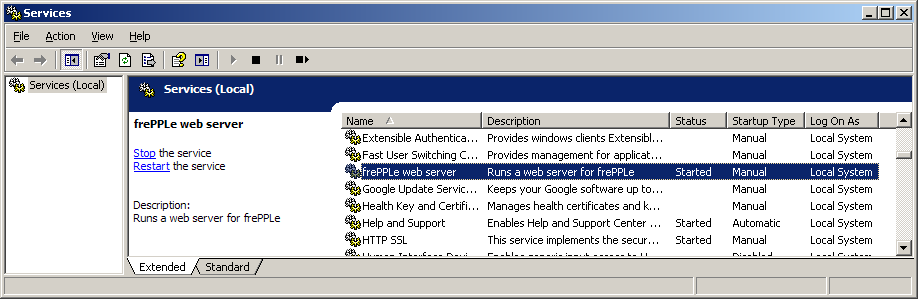 Services
File Action View Help
Services (Local)
Services (Local)
frePPLe web server
Stop the service
Restart the service
Description:
Runs a web server for frePPLe
Name Description Status Startup Type Log On As
Extensible Authentica... Provides windows clients Extensibl... Manual Local System
Fast User Switching C... Provides management for applicat... Manual Local System
frePPLe web server Runs a web server for frePPLe Started Manual Local System
Google Update Servic... Keeps your Google software up to... Manual Local System
Health Key and Certifi... Manages health certificates and k... Manual Local System
Help and Support Enables Help and Support Center ... Started Automatic Local System
HTTP SSL This service implements the secur... Started Manual Local System
Extended Standard